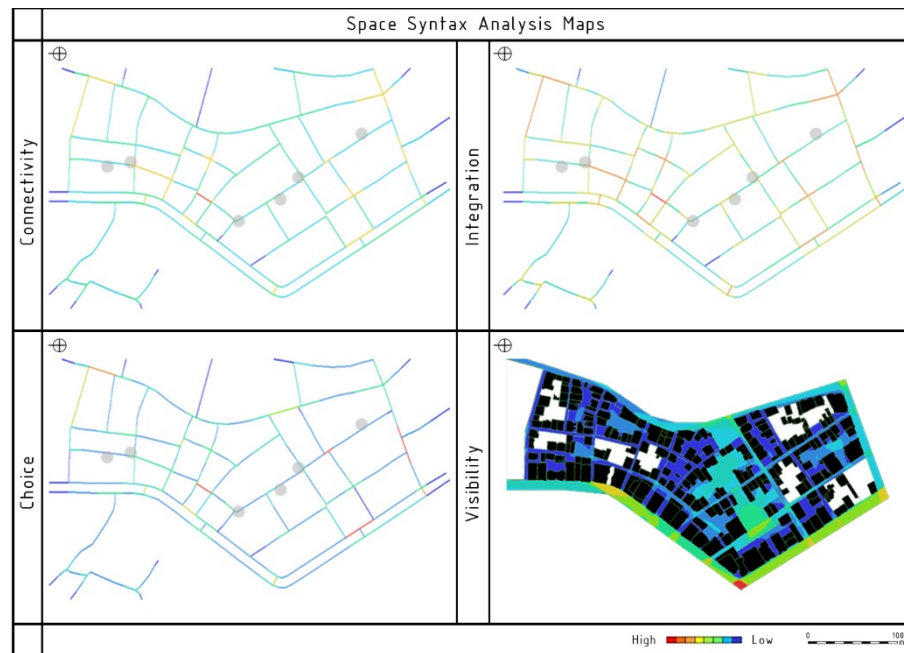 Space Syntax Analysis Maps
Connectivity
Integration
Choice
Visibility
High
Low
0
100
m